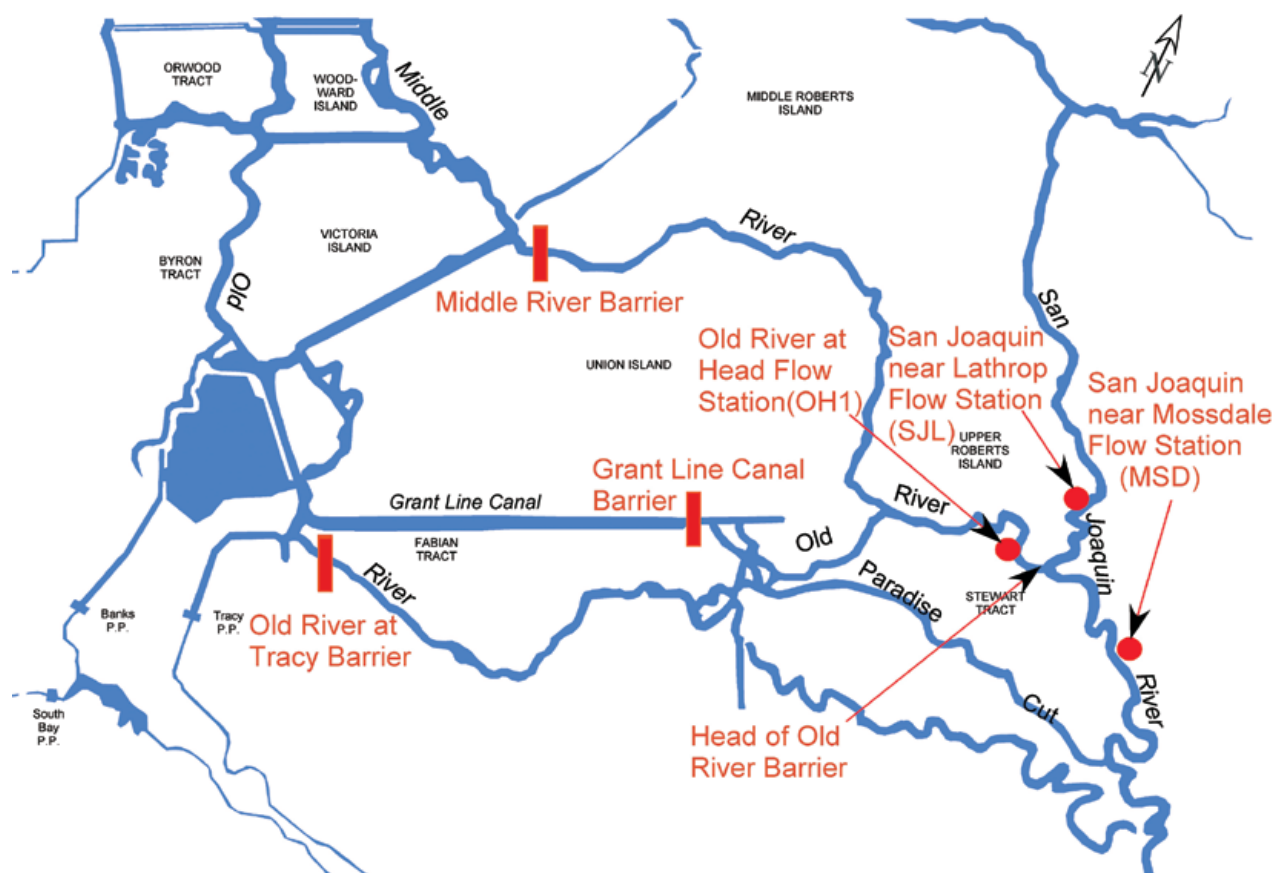 ORWOOD
TRACT
WOOD-
WARD
ISLAND
Middle
MIDDLE ROBERTS
ISLAND
N
VICTORIA
ISLAND
BYRON
TRACT
Old
River
Middle River Barrier
UNION ISLAND
Old River at
Head Flow
Station(OH1)
San Joaquin
near Lathrop
Flow Station
(SJL)
San Joaquin
near Mossdale
Flow Station
(MSD)
San
UPPER
ROBERTS
ISLAND
Grant Line Canal
Barrier
Grant Line Canal
FABIAN
TRACT
River
Old
River
Joaquin
Paradise
STEWART
TRACT
Banks
P.P.
Tracy
P.P.
Old River at
Tracy Barrier
River
Cut
South
Bay
P.P.
Head of Old
River Barrier